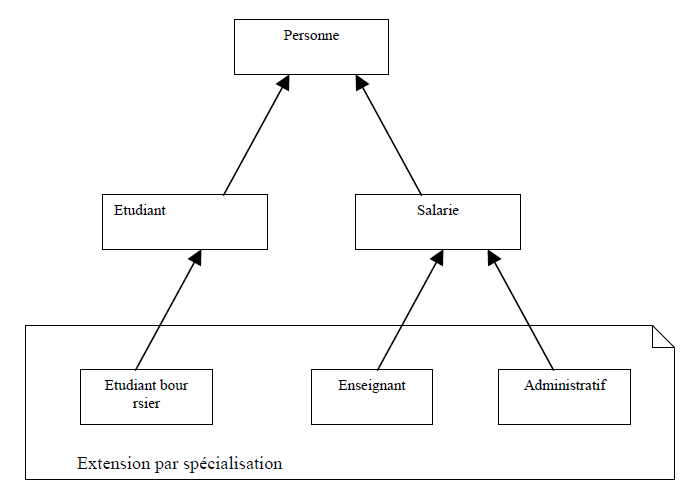 Personne
Etudiant
Salarie
Etudiant bour
rsier
Enseignant
Administratif
Extension par spécialisation